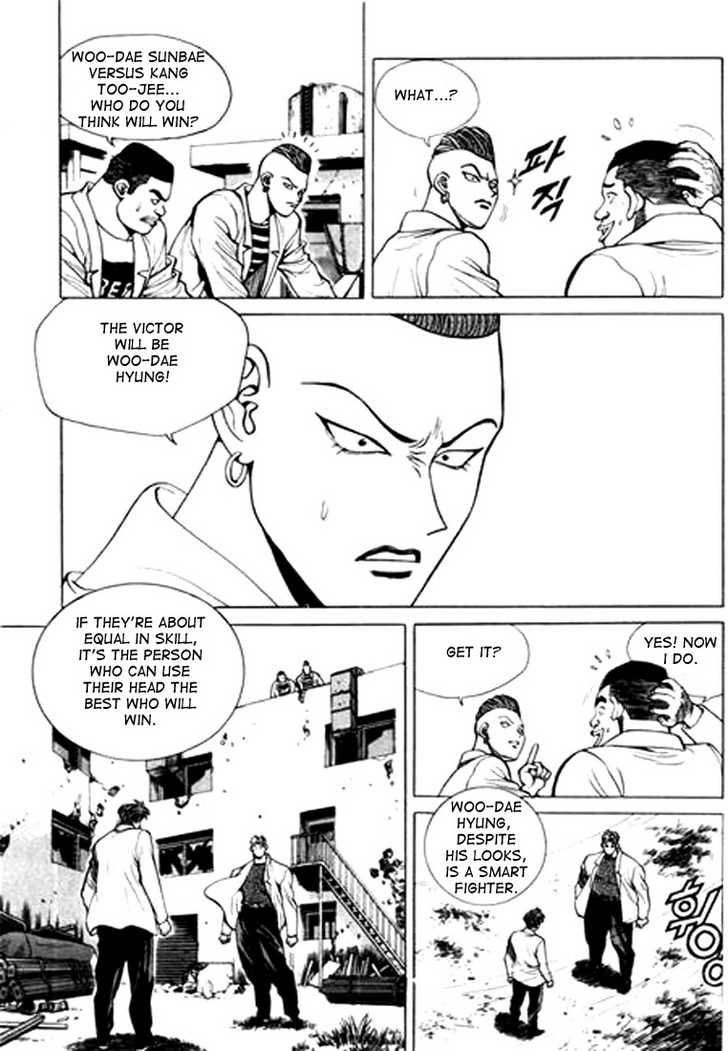 WOO-DAE SUNBAE
VERSUS KANG
TOO-JEE...
WHO DO YOU
THINK WILL WIN?
WHAT...?
파
직
THE VICTOR
WILL BE
WOO-DAE
HYUNG!
IF THEY'RE ABOUT
EQUAL IN SKILL,
IT'S THE PERSON
WHO CAN USE
THEIR HEAD THE
BEST WHO WILL
WIN.
GET IT?
YES! NOW
I DO.
WOO-DAE
HYUNG,
DESPITE
HIS LOOKS,
IS A SMART
FIGHTER.
휘잉